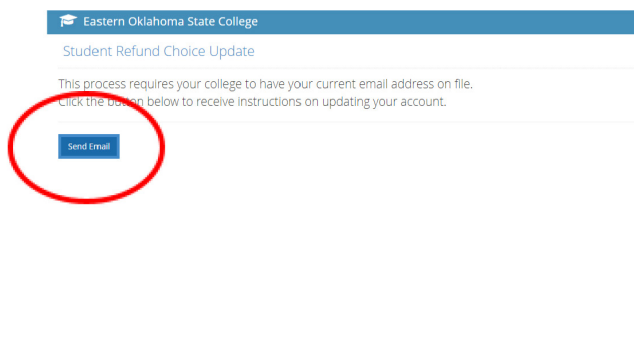 Eastern Oklahoma State College
Student Refund Choice Update
This process requires your college to have your current email address on file.
Click the button below to receive instructions on updating your account.
Send Email